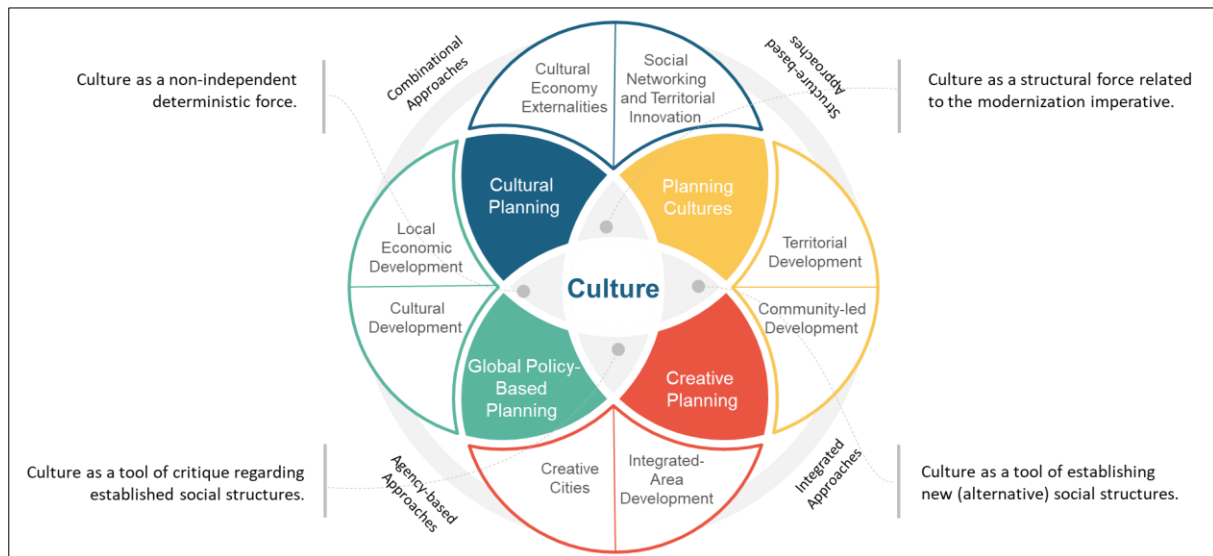 Culture as a non-independent
deterministic force.
Combinational
Approaches
Cultural
Economy
Externalities
Social
Networking
and Territorial
Innovation
Structure-based
Approaches
Culture as a structural force related
to the modernization imperative.
Cultural
Planning
Planning
Cultures
Local
Economic
Development
Cultural
Development
Culture
Territorial
Development
Community-led
Development
Global Policy-
Based
Planning
Creative
Planning
Culture as a tool of critique regarding
established social structures.
Agency-based
Approaches
Creative
Cities
Integrated-
Area
Development
Integrated
Approaches
Culture as a tool of establishing
new (alternative) social structures.